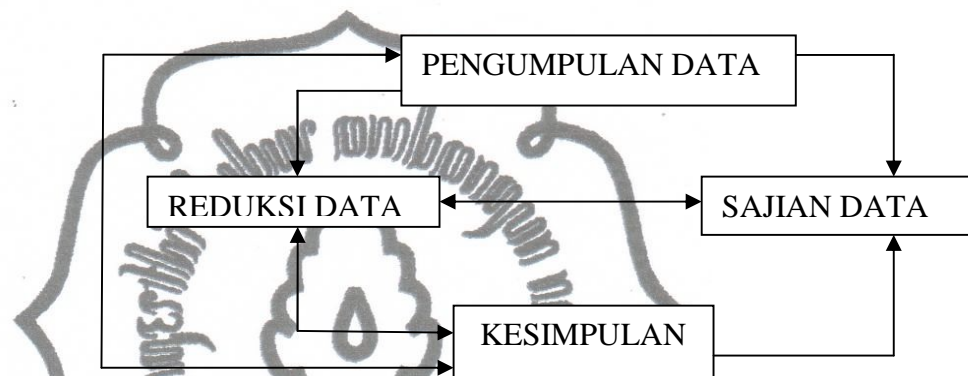 PENGUMPULAN DATA
REDUKSI DATA
SAJIAN DATA
KESIMPULAN